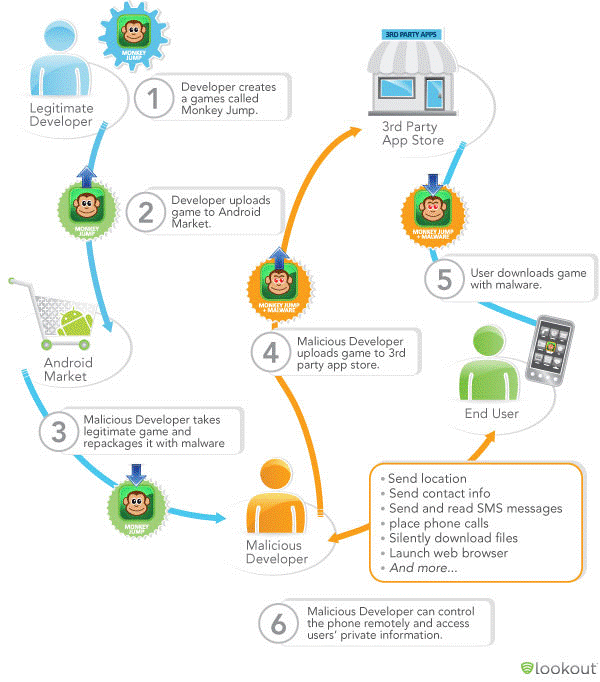 MONKEY JUMP
Legitimate
Developer
1
Developer creates
a games called
Monkey Jump.
3RD PARTY APPS
3rd Party
App Store
MONKEY JUMP
2
Developer uploads
game to Android
Market.
MONKEY JUMP
+ MALWARE
5
User downloads game
with malware.
MONKEY JUMP
+ MALWARE
4
Malicious Developer
uploads game to 3rd
party app store.
Android
Market
End User
3
Malicious Developer takes
legitimate game and
repackages it with malware
MONKEY JUMP
Malicious
Developer
• Send location
• Send contact info
• Send and read SMS messages
• place phone calls
• Silently download files
• Launch web browser
• And more...
6
Malicious Developer can control
the phone remotely and access
users' private information.
lookout